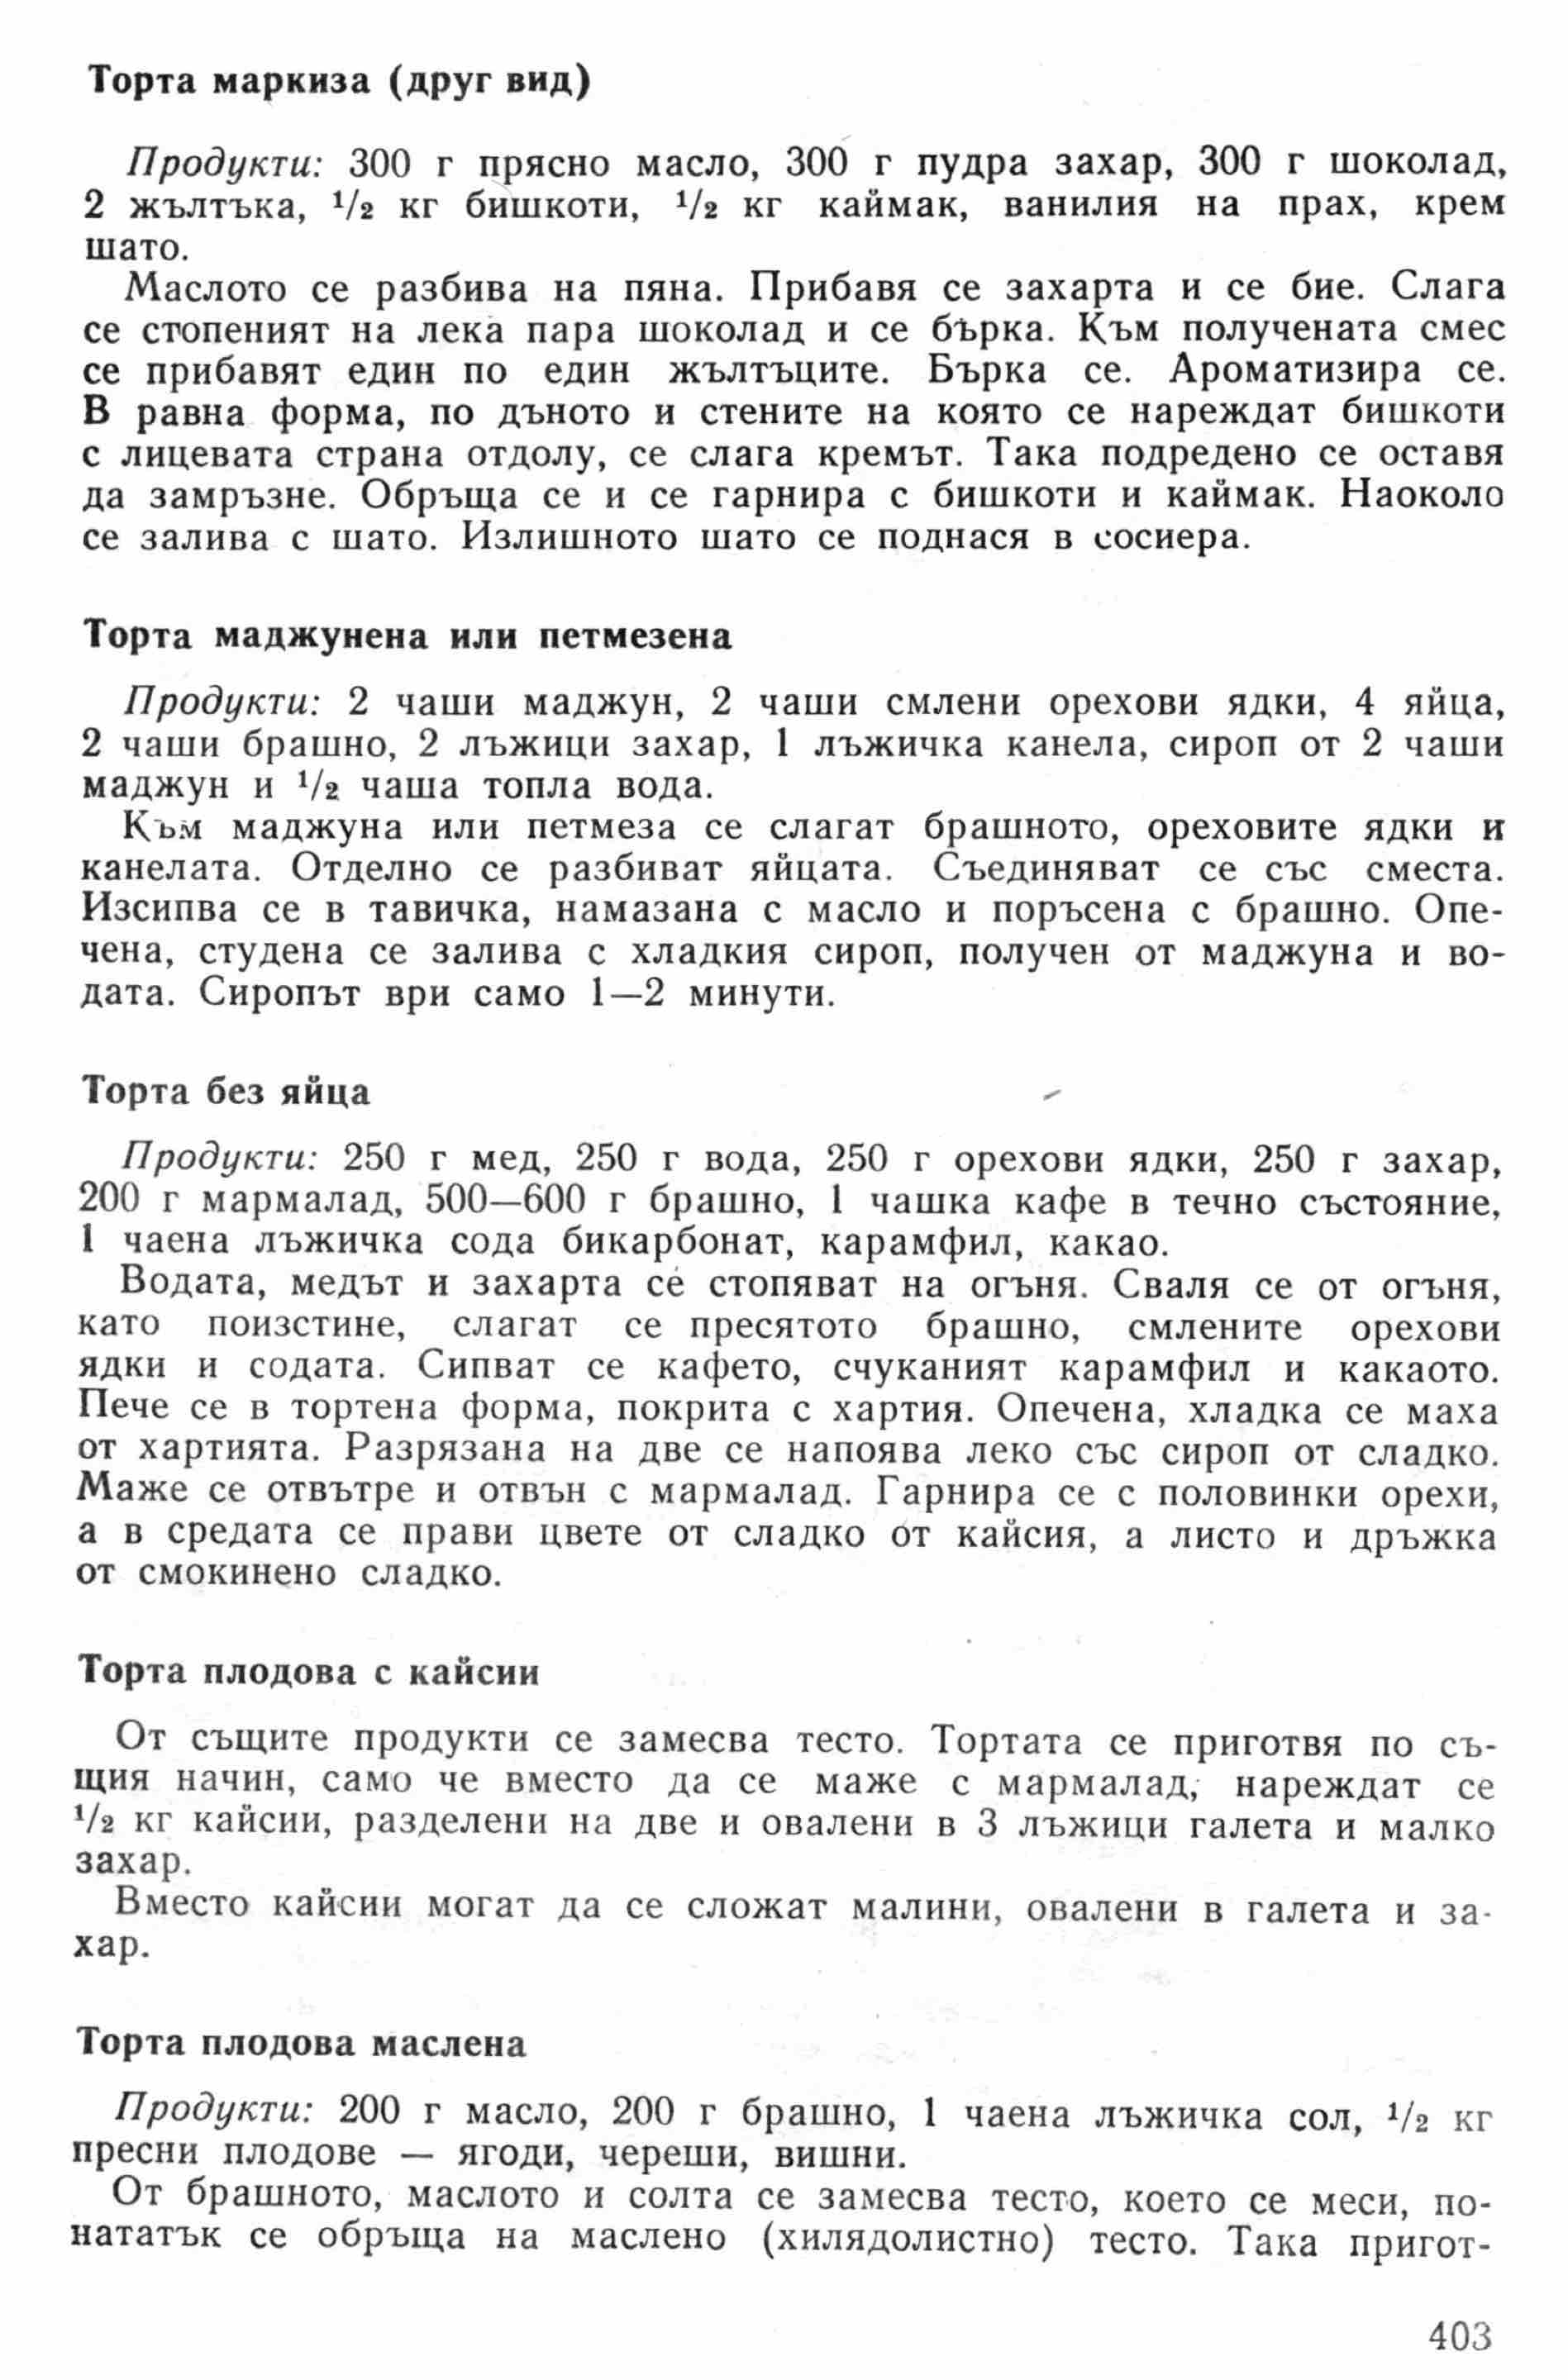 Торта маркиза (друг вид)
Продукти: 300 г прясно масло, 300 г пудра захар, 300 г шоколад,
2 жълтъка, 1/2 кг бишкоти, 1/2 кг каймак, ванилия на прах, крем
шато.
Маслото се разбива на пяна. Прибавя се захарта и се бие. Слага
се стопеният на лека пара шоколад и се бърка. Към получената смес
се прибавят един по един жълтъците. Бърка се. Ароматизира се.
В равна форма, по дъното и стените на която се нареждат бишкоти
с лицевата страна отдолу, се слага кремът. Така подредено се оставя
да замръзне. Обръща се и се гарнира с бишкоти и каймак. Наоколо
се залива с шато. Излишното шато се поднася в сосиера.
Торта маджунена или петмезена
Продукти: 2 чаши маджун, 2 чаши смлени орехови ядки, 4 яйца,
2 чаши брашно, 2 лъжици захар, 1 лъжичка канела, сироп от 2 чаши
маджун и 1/2 чаша топла вода.
Към маджуна или петмеза се слагат брашното, ореховите ядки и
канелата. Отделно се разбиват яйцата. Съединяват се със сместа.
Изсипва се в тавичка, намазана с масло и поръсена с брашно. Опе-
чена, студена се залива с хладкия сироп, получен от маджуна и во-
дата. Сиропът ври само 1—2 минути.
Торта без яйца
Продукти: 250 г мед, 250 г вода, 250 г орехови ядки, 250 г захар,
200 г мармалад, 500—600 г брашно, 1 чашка кафе в течно състояние,
1 чаена лъжичка сода бикарбонат, карамфил, какао.
Водата, медът и захарта се стопяват на огъня. Сваля се от огъня,
като поизстине, слагат се пресятото брашно, смлените орехови
ядки и содата. Сипват се кафето, счуканият карамфил и какаото.
Пече се в тортена форма, покрита с хартия. Опечена, хладка се маха
от хартията. Разрязана на две се напоява леко със сироп от сладко.
Маже се отвътре и отвън с мармалад. Гарнира се с половинки орехи,
а в средата се прави цвете от сладко от кайсия, а листо и дръжка
от смокинено сладко.
Торта плодова с кайсии
От същите продукти се замесва тесто. Тортата се приготвя по съ-
щия начин, само че вместо да се маже с мармалад, нареждат се
1/2 кг кайсии, разделени на две и овалени в 3 лъжици галета и малко
захар.
Вместо кайсии могат да се сложат малини, овалени в галета и за-
хар.
Торта плодова маслена
Продукти: 200 г масло, 200 г брашно, 1 чаена лъжичка сол, 1/2 кг
пресни плодове — ягоди, череши, вишни.
От брашното, маслото и солта се замесва тесто, което се меси, по-
нататък се обръща на маслено (хилядолистно) тесто. Така пригот-
403